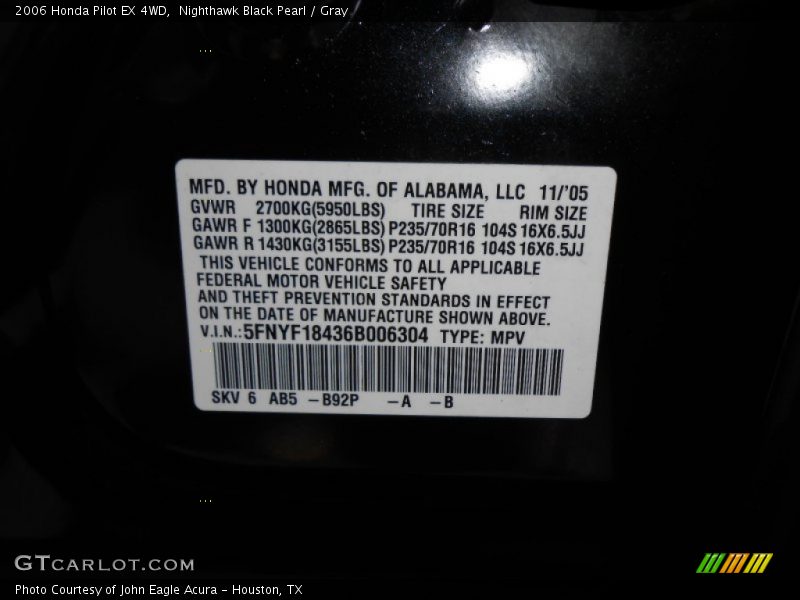 2006 Honda Pilot EX 4WD,  Nighthawk Black Pearl / Gray
MFD. BY HONDA MFG. OF ALABAMA, LLC  11/'05
GVWR  2700KG(5950LBS)  TIRE SIZE  RIM SIZE
GAWR F 1300KG(2865LBS) P235/70R16 104S 16X6.5JJ
GAWR R 1430KG(3155LBS) P235/70R16 104S 16X6.5JJ
THIS VEHICLE CONFORMS TO ALL APPLICABLE
FEDERAL MOTOR VEHICLE SAFETY
AND THEFT PREVENTION STANDARDS IN EFFECT
ON THE DATE OF MANUFACTURE SHOWN ABOVE.
V.I.N.: 5FNYF18436B006304  TYPE: MPV
SKV 6 AB5 –B92P  –A  –B
GTCARLOT.COM
Photo Courtesy of John Eagle Acura – Houston, TX